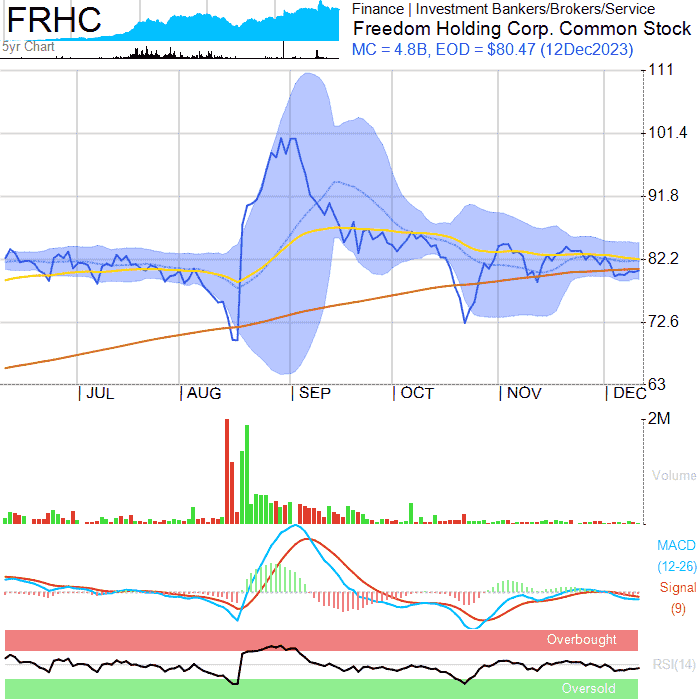 FRHC
5yr Chart
Finance | Investment Bankers/Brokers/Service
Freedom Holding Corp. Common Stock
MC = 4.8B, EOD = $80.47 (12Dec2023)
111
101.4
91.8
82.2
72.6
63
| JUL | AUG | SEP | OCT | NOV | DEC
2M
Volume
MACD
(12-26)
Signal
(9)
Overbought
RSI(14)
Oversold